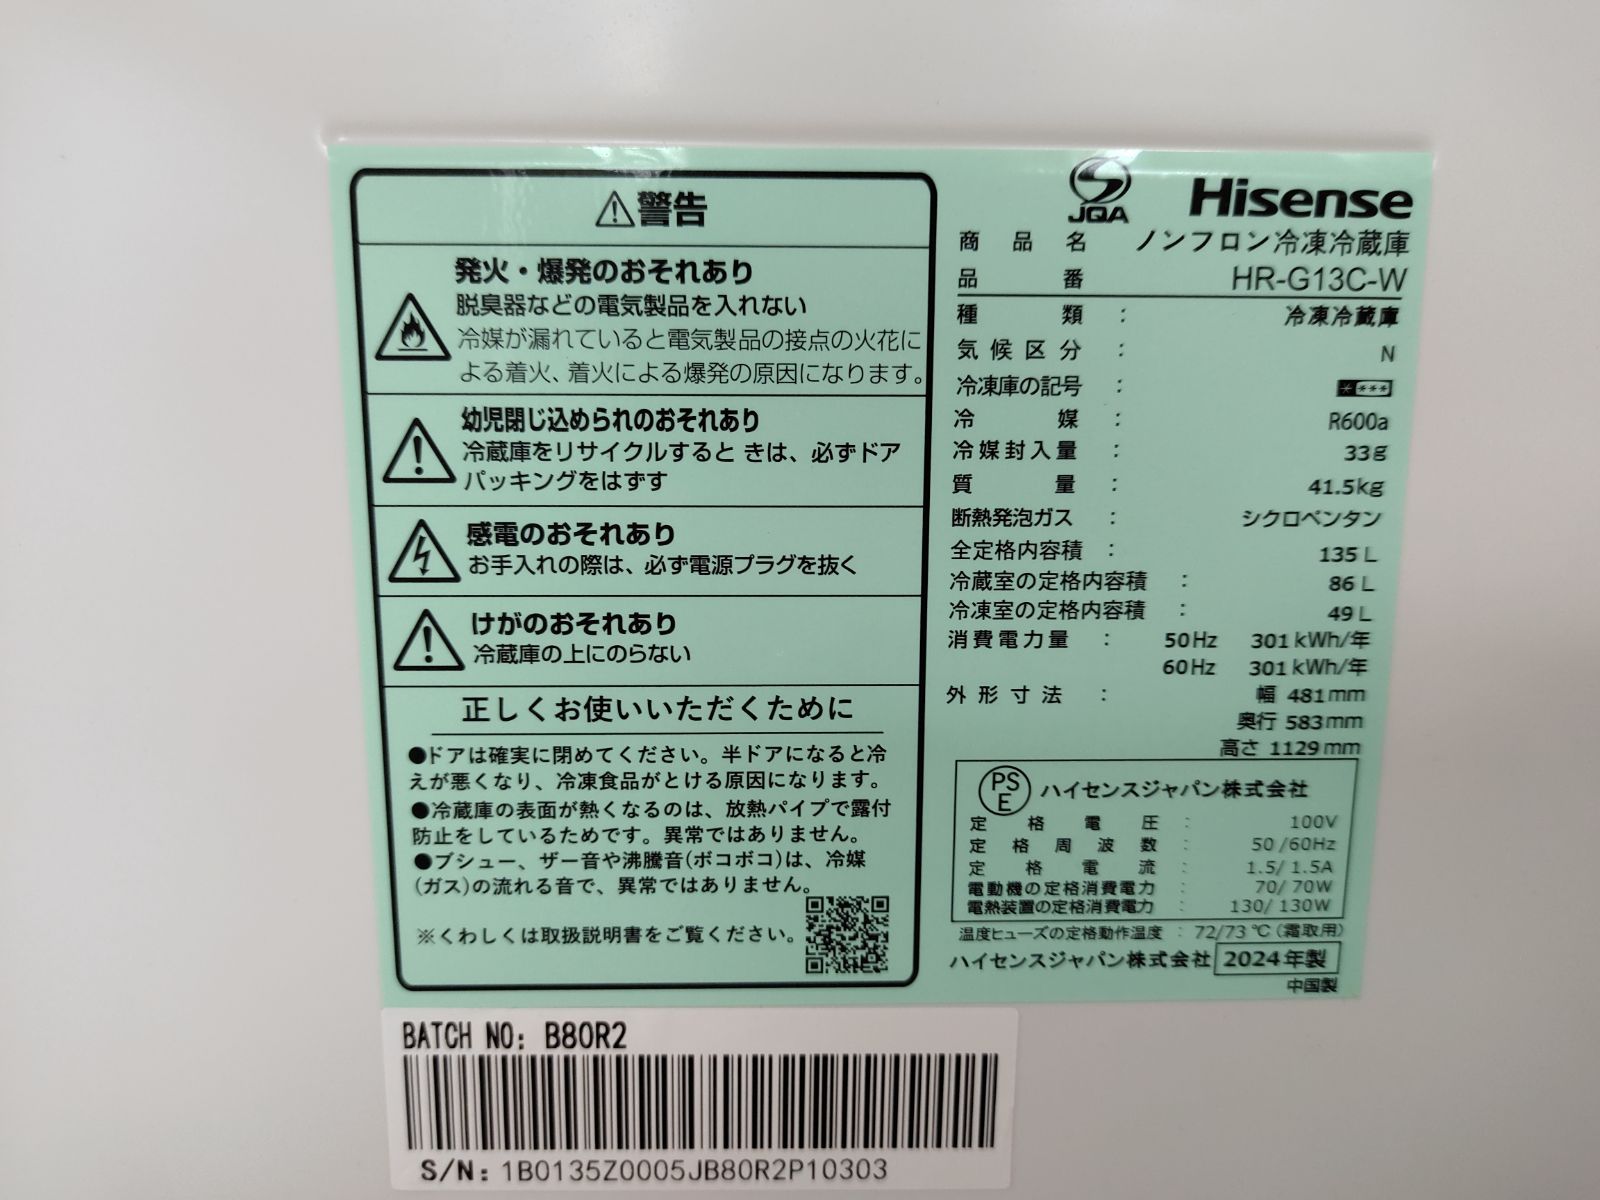 警告
発火・爆発のおそれあり
脱臭器などの電気製品を入れない
冷媒が漏れていると電気製品の接点の火花に
よる着火、着火による爆発の原因になります。
幼児閉じ込められのおそれあり
冷蔵庫をリサイクルすると きは、必ずドア
パッキングをはずす
感電のおそれあり
お手入れの際は、必ず電源プラグを抜く
けがのおそれあり
冷蔵庫の上にのらない
正しくお使いいただくために
●ドアは確実に閉めてください。半ドアになると冷
えが悪くなり、冷凍食品がとける原因になります。
●冷蔵庫の表面が熱くなるのは、放熱パイプで露付
防止をしているためです。異常ではありません。
●ブシュー、ザー音や沸騰音(ボコボコ)は、冷媒
(ガス)の流れる音で、異常ではありません。
※くわしくは取扱説明書をご覧ください。
JQA Hisense
商品名 ノンフロン冷凍冷蔵庫
品番 HR-G13C-W
種類 : 冷凍冷蔵庫
気候区分 : N
冷凍庫の記号 : ****
冷媒 : R600a
冷媒封入量 : 33g
質量 : 41.5kg
断熱発泡ガス : シクロペンタン
全定格内容積 : 135 L
冷蔵室の定格内容積 : 86 L
冷凍室の定格内容積 : 49 L
消費電力量 : 50Hz 301kWh/年
60Hz 301kWh/年
外形寸法 : 幅 481mm
奥行 583mm
高さ 1129mm
PSE ハイセンスジャパン株式会社
定格電圧 : 100V
定格周波数 : 50/60Hz
定格電流 : 1.5/1.5A
電動機の定格消費電力 : 70/70W
電熱装置の定格消費電力 : 130/130W
温度ヒューズの定格動作温度 : 72/73℃(霜取用)
ハイセンスジャパン株式会社 2024年製
中国製
BATCH NO: B80R2
S/N: 1B0135Z0005JB80R2P10303